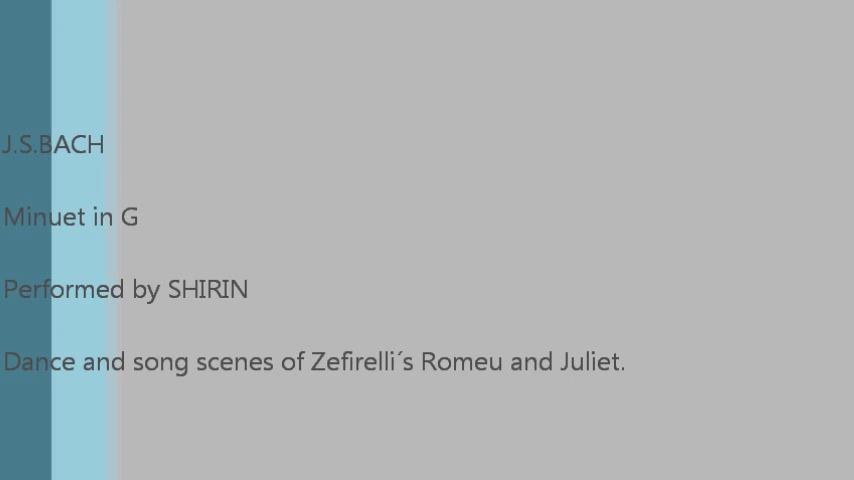 J.S.BACH
Minuet in G
Performed by SHIRIN
Dance and song scenes of Zefirelli´s Romeu and Juliet.